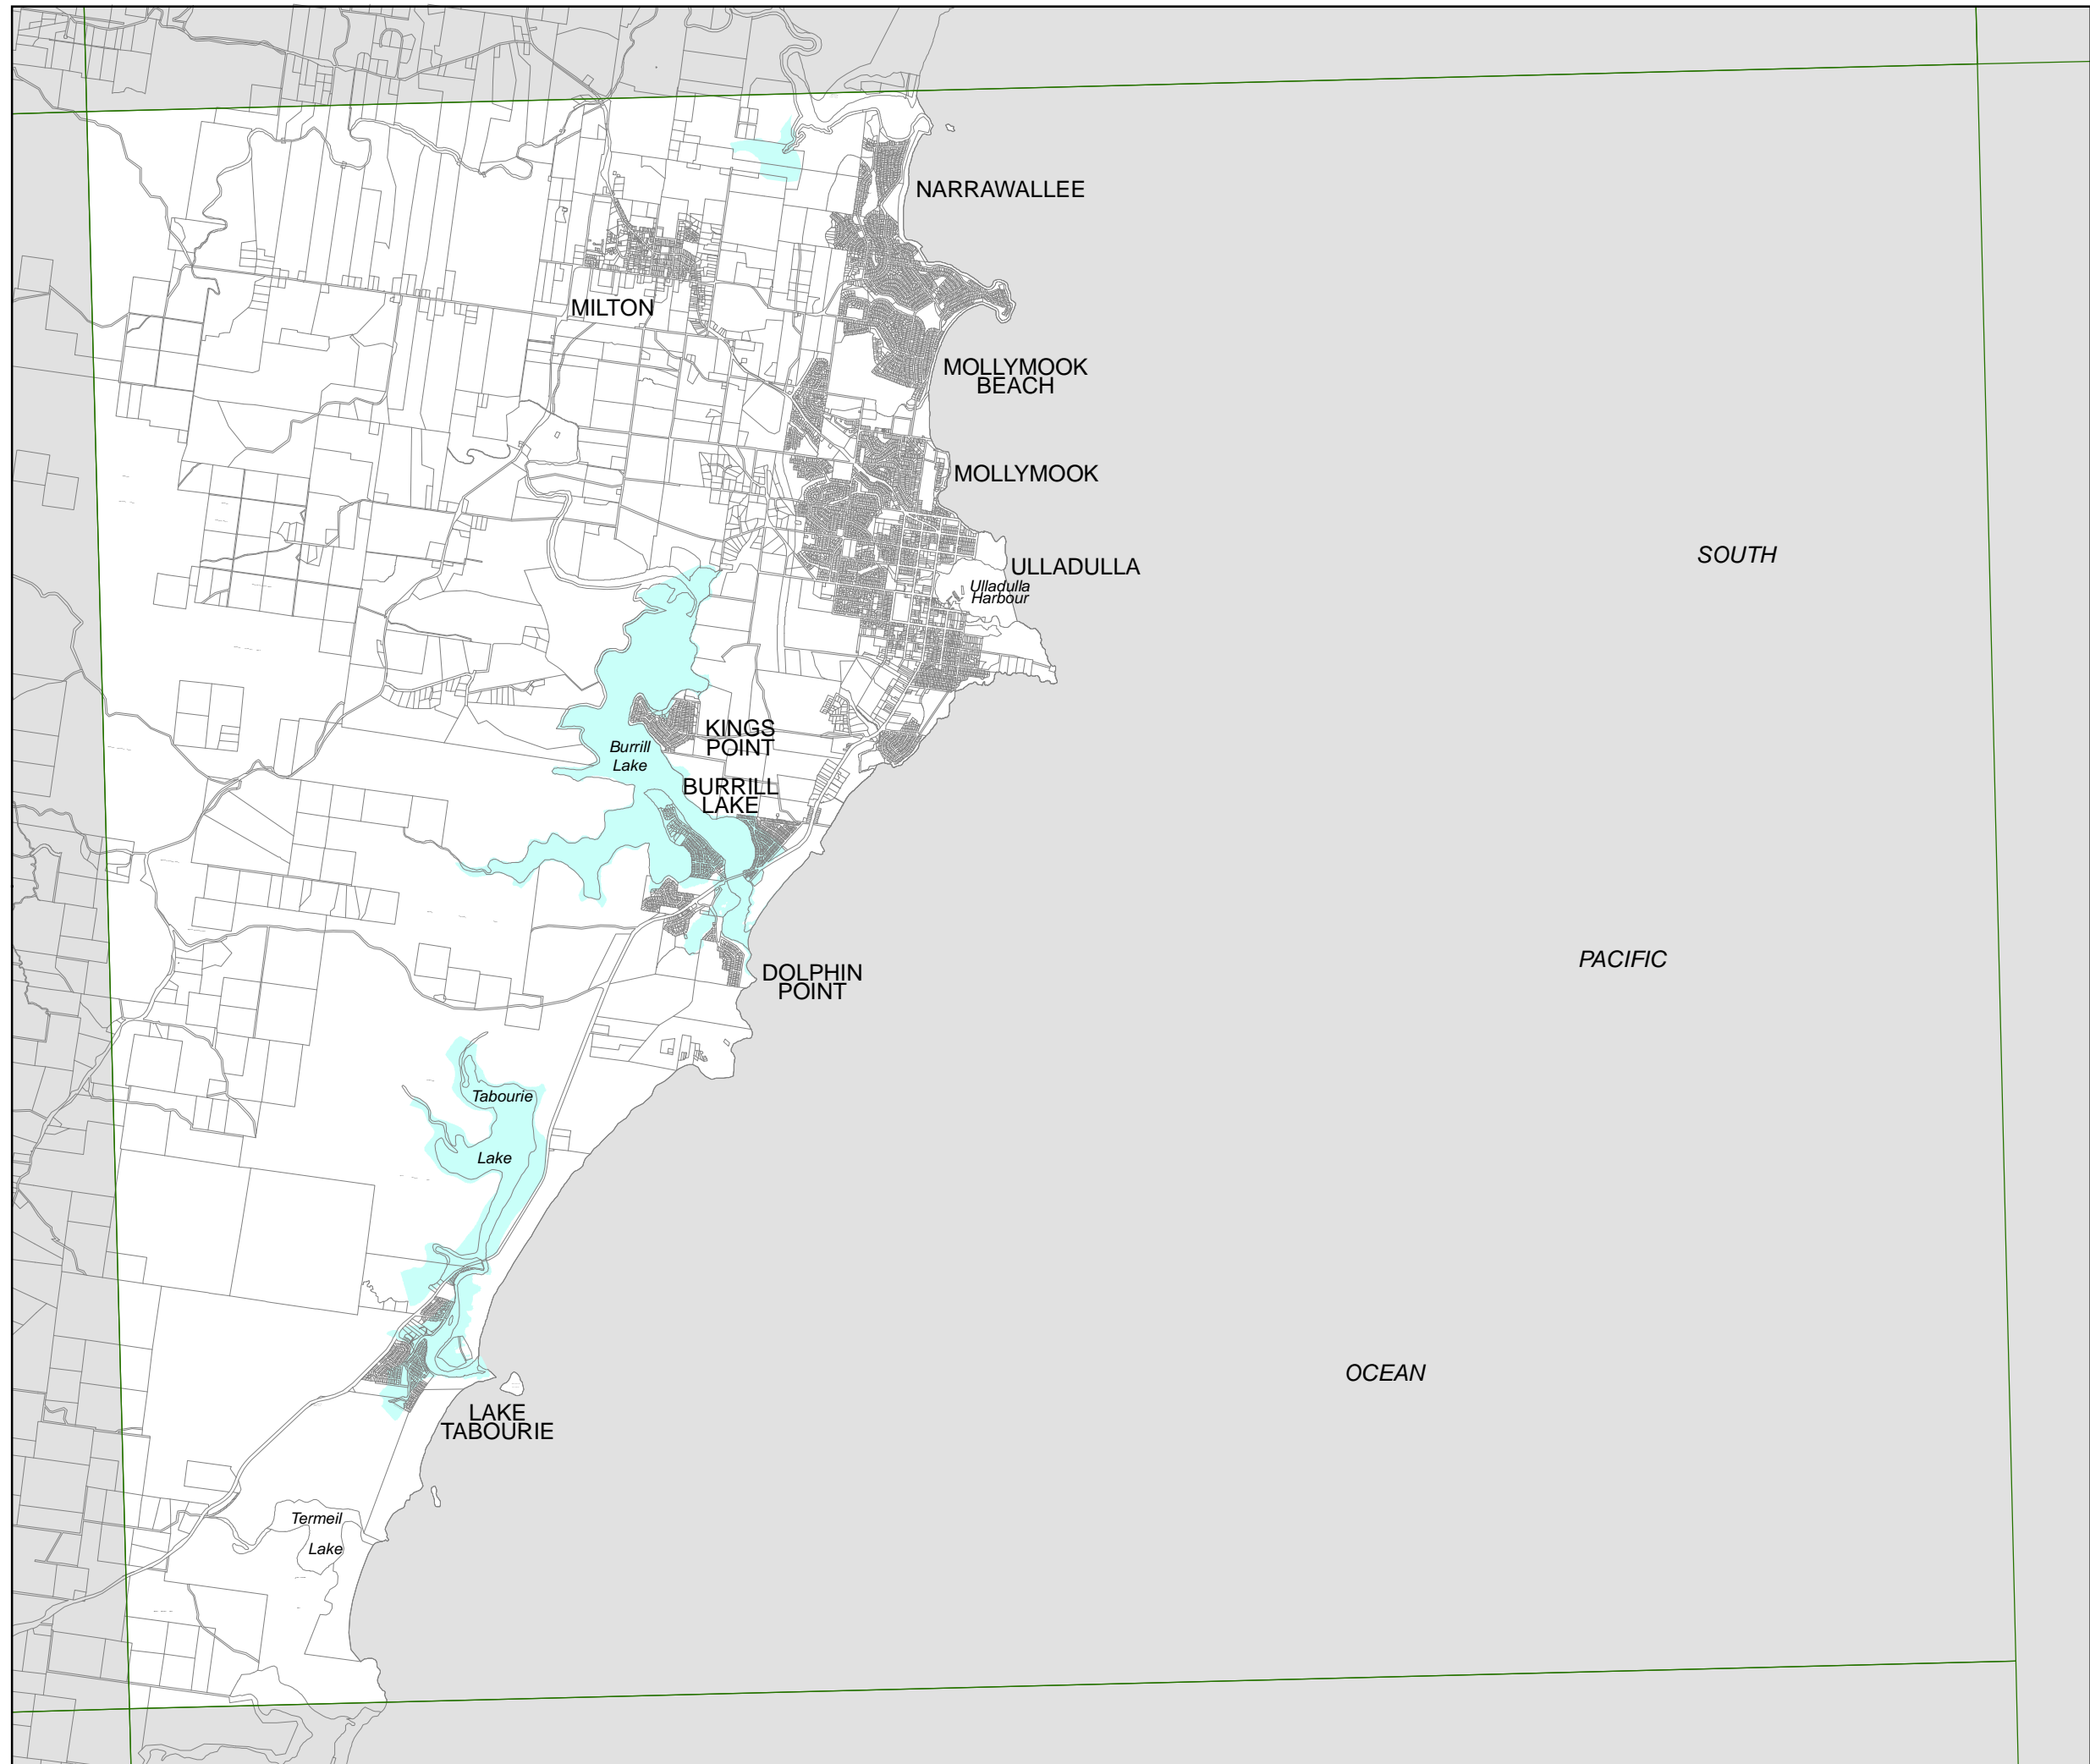 NARRAWALLEE
MILTON
MOLLYMOOK
BEACH
MOLLYMOOK
SOUTH
ULLADULLA
Ulladulla
Harbour
KINGS
POINT
Burrill
Lake
BURRILL
LAKE
PACIFIC
DOLPHIN
POINT
Tabourie
Lake
OCEAN
LAKE
TABOURIE
Termeil
Lake